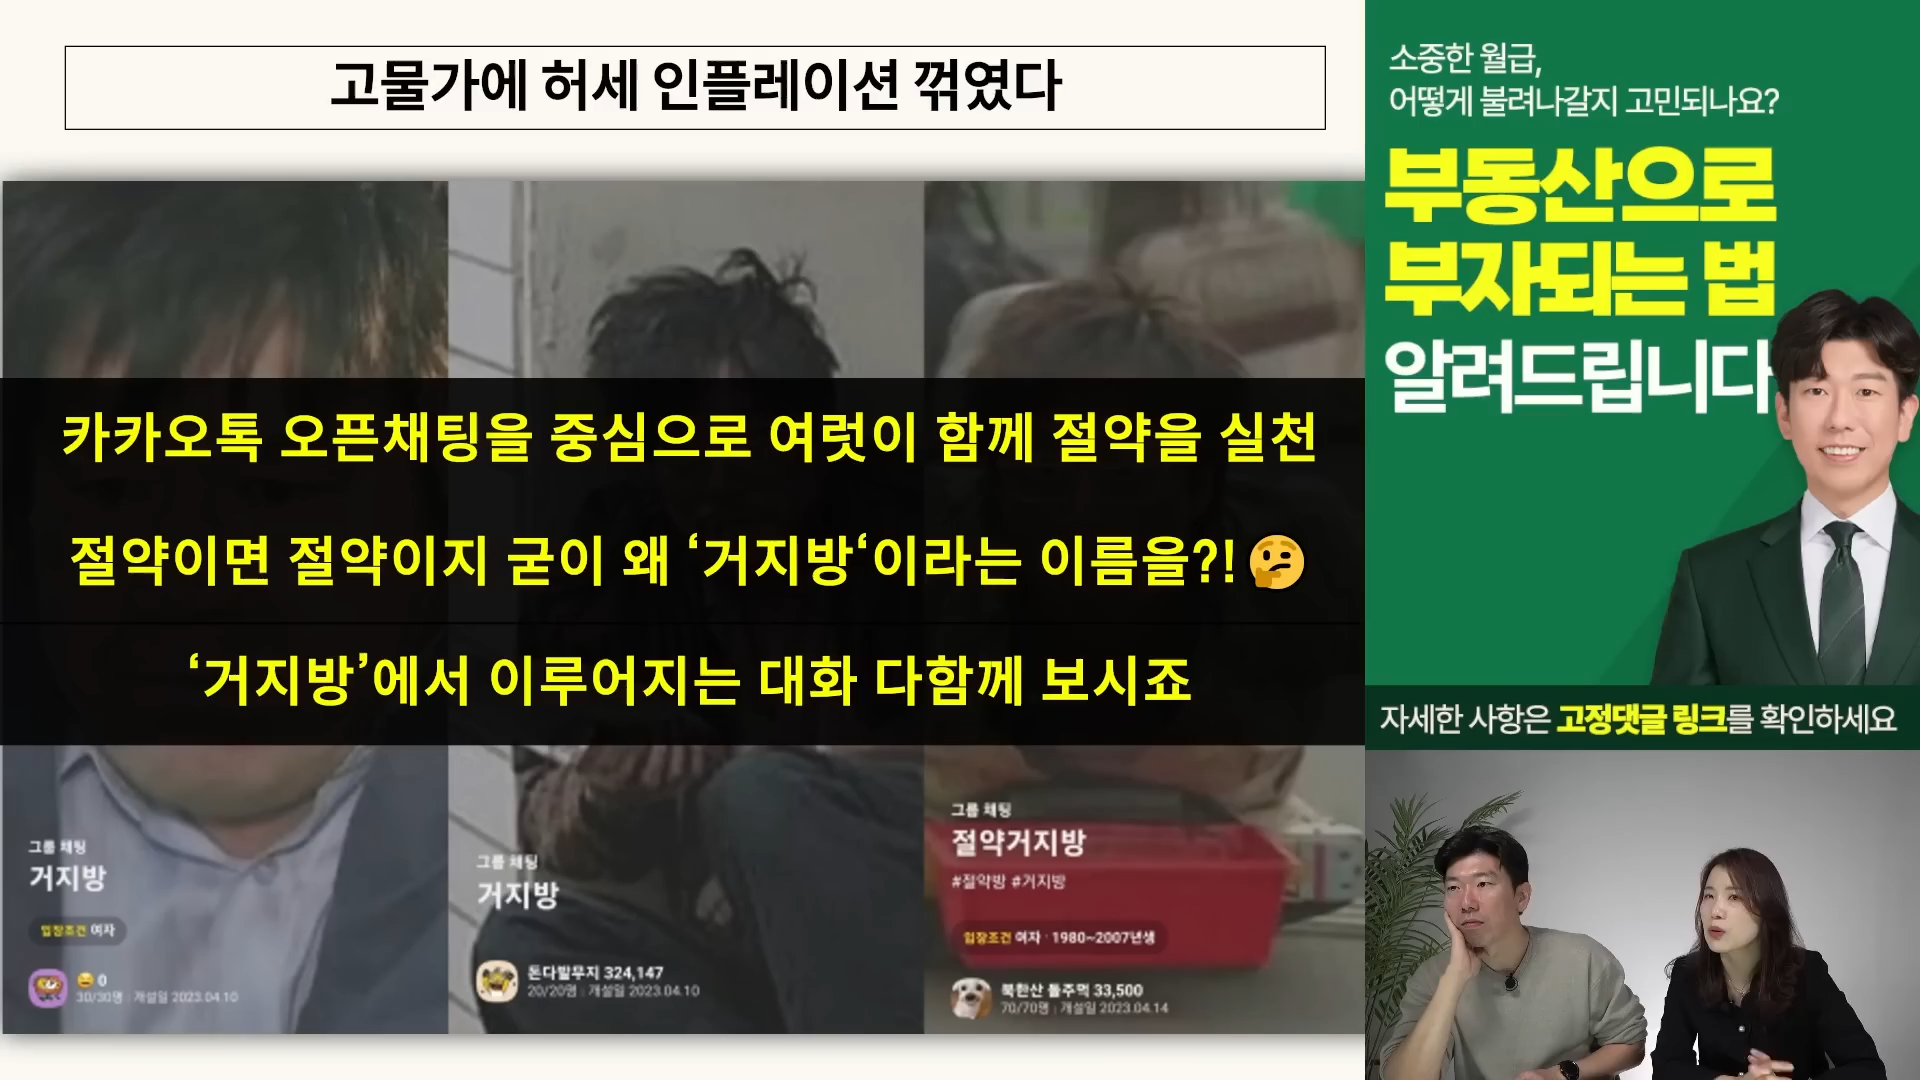 고물가에 허세 인플레이션 꺾였다
카카오톡 오픈채팅을 중심으로 여럿이 함께 절약을 실천
절약이면 절약이지 굳이 왜 ‘거지방‘이라는 이름을?!🤔
‘거지방’에서 이루어지는 대화 다함께 보시죠
그룹 채팅
거지방
입장조건 여자
😄 0
30/30명 | 개설일 2023.04.10
그룹 채팅
거지방
돈다발무지 324,147
20/20명 | 개설일 2023.04.10
그룹 채팅
절약거지방
#절약방 #거지방
입장조건 여자 · 1980~2007년생
북한산 돌주먹 33,500
70/70명 | 개설일 2023.04.14
소중한 월급,
어떻게 불려나갈지 고민되나요?
부동산으로
부자되는 법
알려드립니다
자세한 사항은 고정댓글 링크를 확인하세요